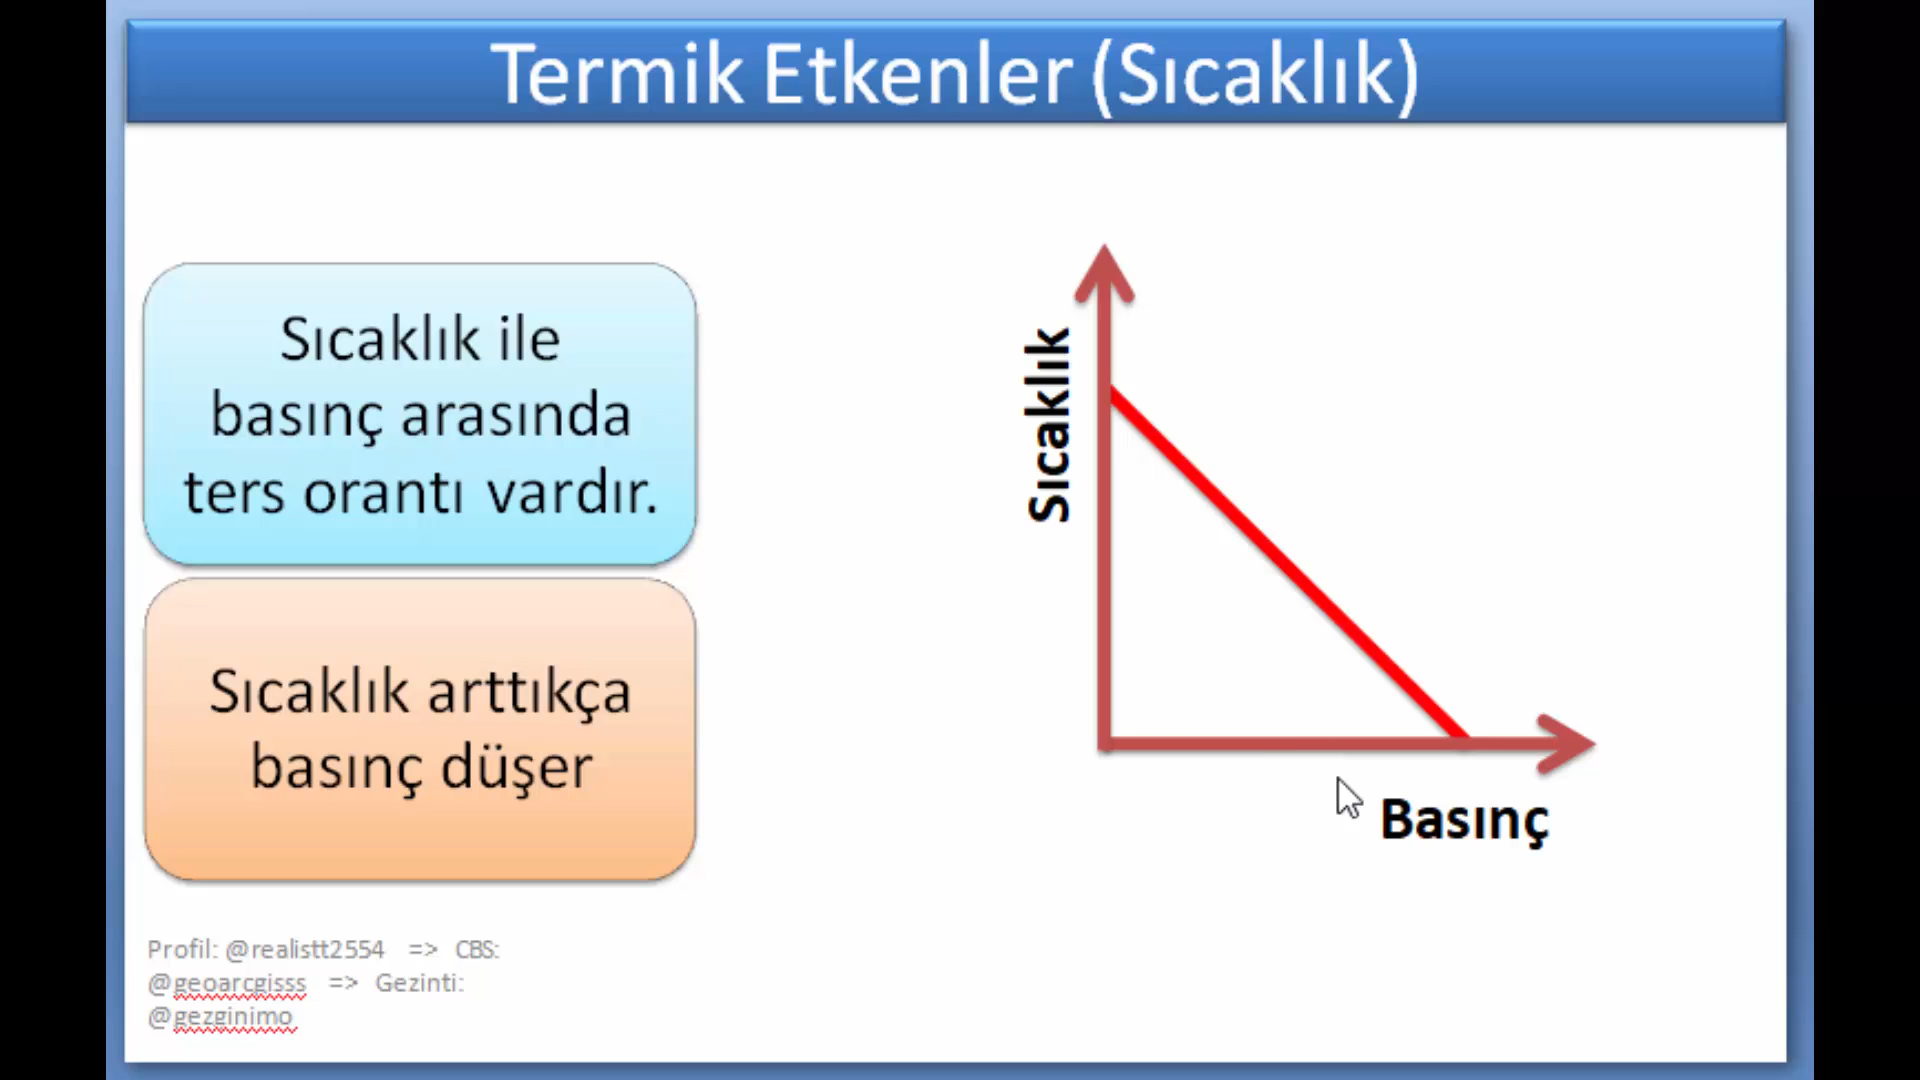 Termik Etkenler (Sıcaklık)
Sıcaklık ile
basınç arasında
ters orantı vardır.
Sıcaklık arttıkça
basınç düşer
Sıcaklık
Basınç
Profil: @realistt2554 => CBS:
@geoarcgisss => Gezinti:
@gezginimo